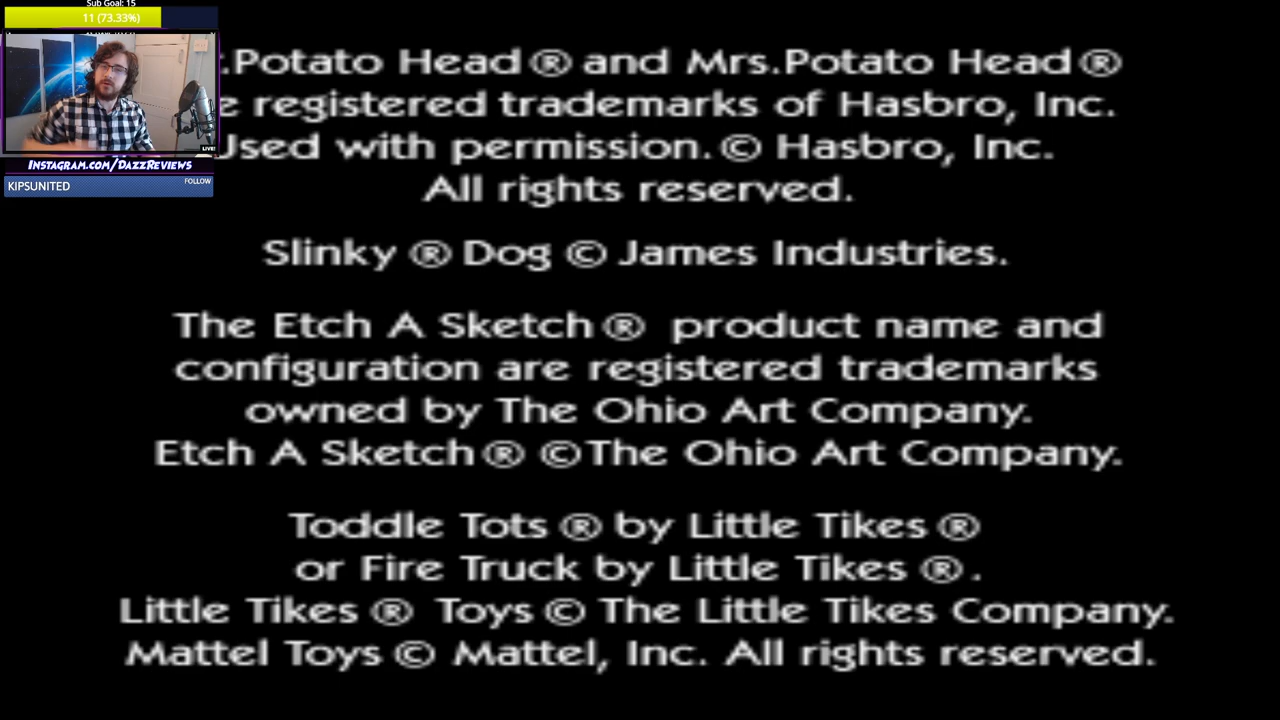 Sub Goal: 15
11 (73.33%)
.Potato Head® and Mrs.Potato Head®
e registered trademarks of Hasbro, Inc.
Used with permission. © Hasbro, Inc.
All rights reserved.
LIVE!
INSTAGRAM.COM/DAZZREVIEWS
KIPSUNITED
FOLLOW
Slinky ® Dog © James Industries.
The Etch A Sketch® product name and
configuration are registered trademarks
owned by The Ohio Art Company.
Etch A Sketch® ©The Ohio Art Company.
Toddle Tots ® by Little Tikes ®
or Fire Truck by Little Tikes ® .
Little Tikes ® Toys © The Little Tikes Company.
Mattel Toys © Mattel, Inc. All rights reserved.